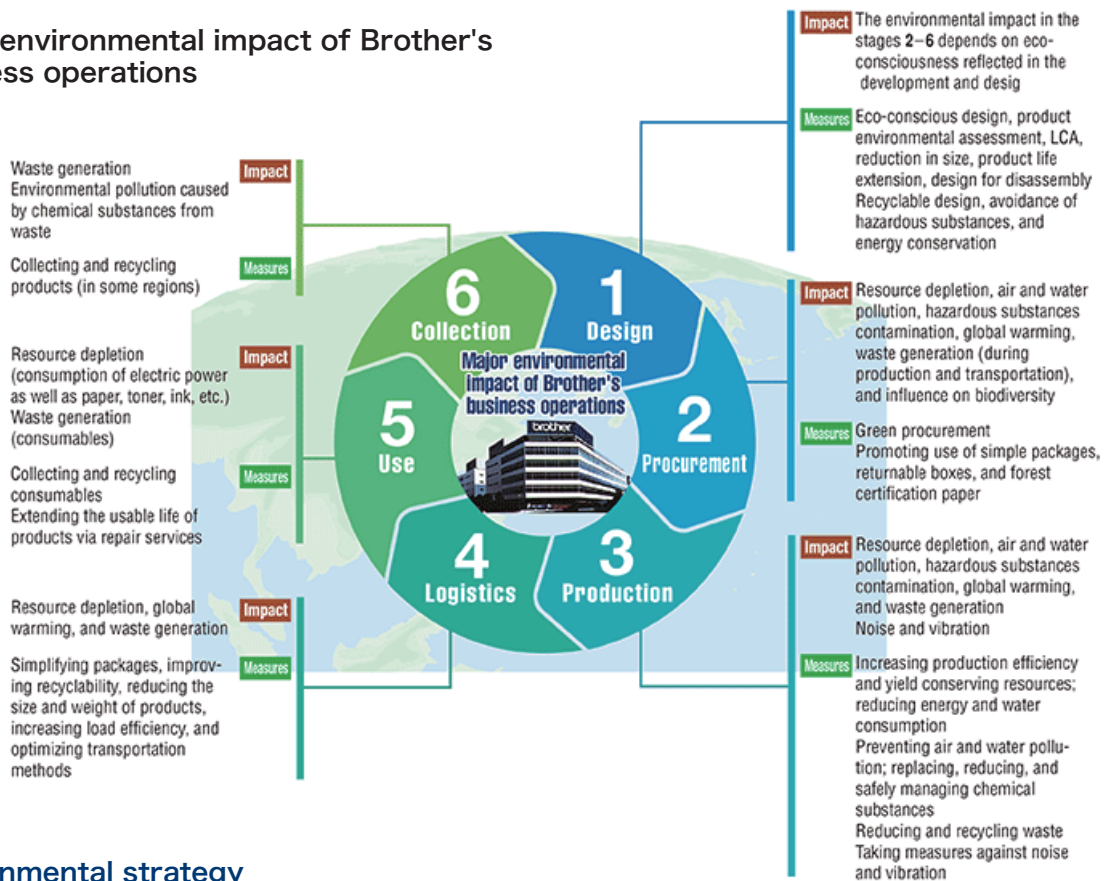 environmental impact of Brother's
ess operations
Impact
The environmental impact in the
stages 2–6 depends on eco-
consciousness reflected in the
development and desig
Measures
Eco-conscious design, product
environmental assessment, LCA,
reduction in size, product life
extension, design for disassembly
Recyclable design, avoidance of
hazardous substances, and
energy conservation
Impact
Resource depletion, air and water
pollution, hazardous substances
contamination, global warming,
waste generation (during
production and transportation),
and influence on biodiversity
Measures
Green procurement
Promoting use of simple packages,
returnable boxes, and forest
certification paper
Impact
Resource depletion, air and water
pollution, hazardous substances
contamination, global warming,
and waste generation
Noise and vibration
Measures
Increasing production efficiency
and yield conserving resources;
reducing energy and water
consumption
Preventing air and water pollu-
tion; replacing, reducing, and
safely managing chemical
substances
Reducing and recycling waste
Taking measures against noise
and vibration
Waste generation
Environmental pollution caused
by chemical substances from
waste
Impact
Collecting and recycling
products (in some regions)
Measures
Resource depletion
(consumption of electric power
as well as paper, toner, ink, etc.)
Waste generation
(consumables)
Impact
Collecting and recycling
consumables
Extending the usable life of
products via repair services
Measures
Resource depletion, global
warming, and waste generation
Impact
Simplifying packages, improv-
ing recyclability, reducing the
size and weight of products,
increasing load efficiency, and
optimizing transportation
methods
Measures
1
Design
2
Procurement
3
Production
4
Logistics
5
Use
6
Collection
Major environmental
impact of Brother's
business operations
brother
nmental strategy